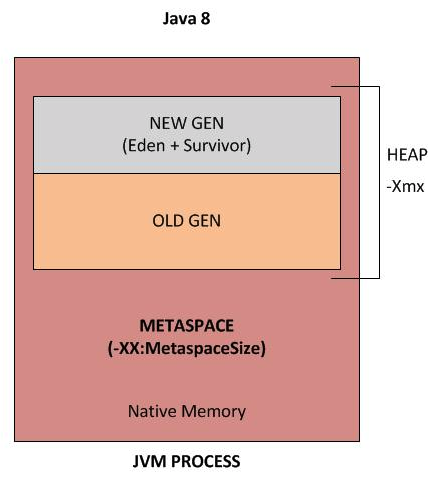 Java 8
NEW GEN
(Eden + Survivor)
HEAP
-Xmx
OLD GEN
METASPACE
(-XX:MetaspaceSize)
Native Memory
JVM PROCESS